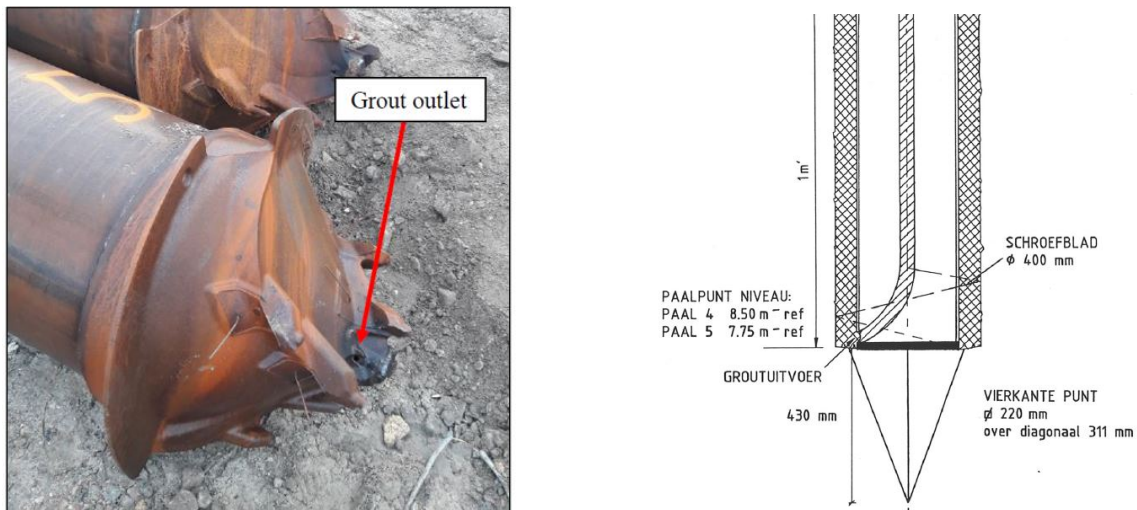 Grout outlet
1m'
SCHROEFBLAD
ø 400 mm
PAALPUNT NIVEAU:
PAAL 4 8.50 m - ref
PAAL 5 7.75 m - ref
GROUTUITVOER
430 mm
VIERKANTE PUNT
ø 220 mm
over diagonaal 311 mm